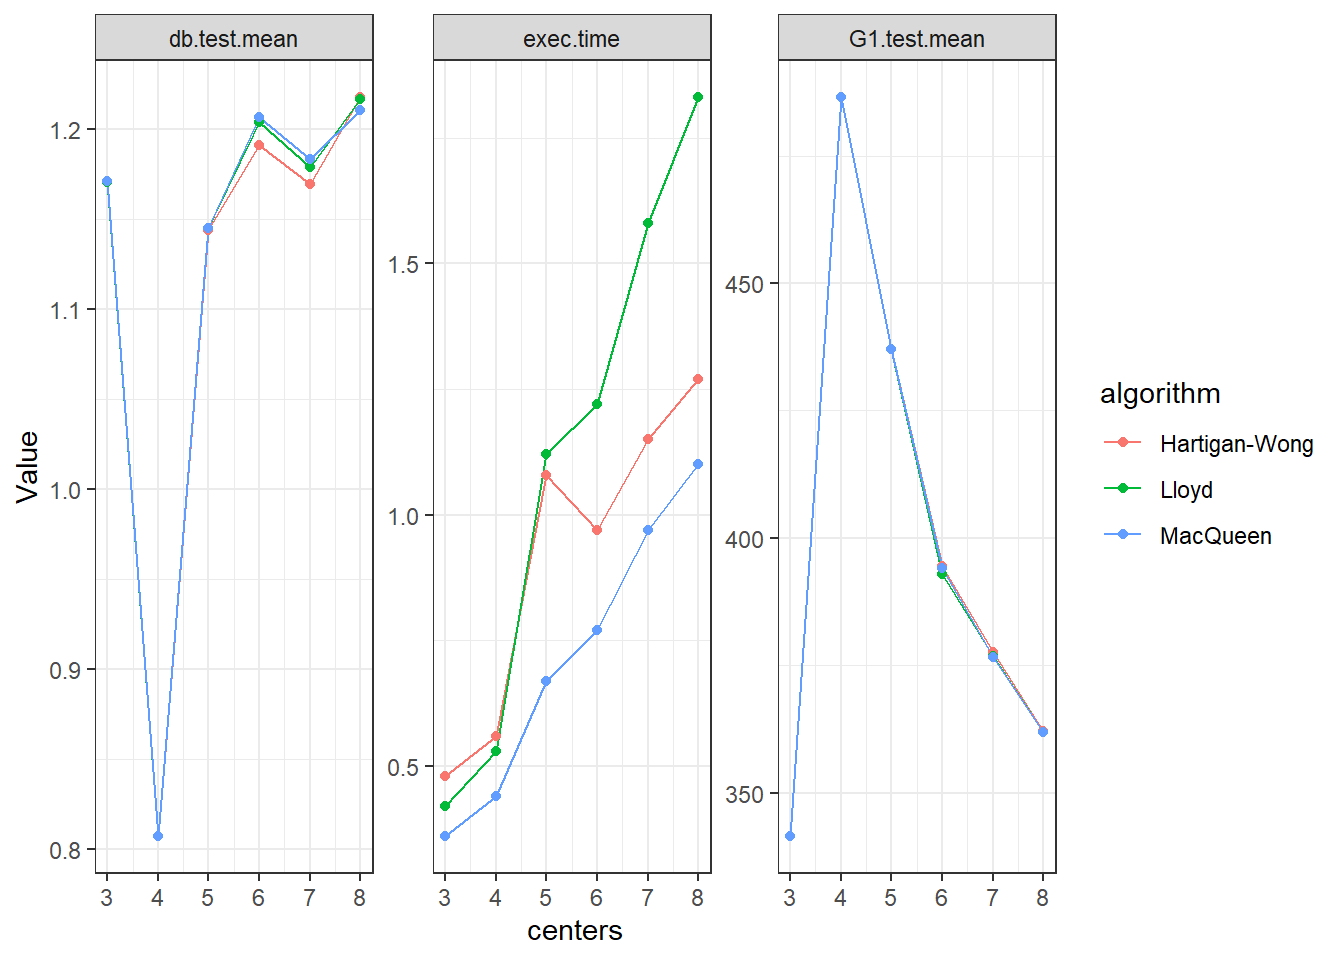 db.test.mean
exec.time
G1.test.mean
Value
1.2
1.1
1.0
0.9
0.8
3 4 5 6 7 8
1.5
1.0
0.5
3 4 5 6 7 8
450
400
350
3 4 5 6 7 8
centers
algorithm
Hartigan-Wong
Lloyd
MacQueen